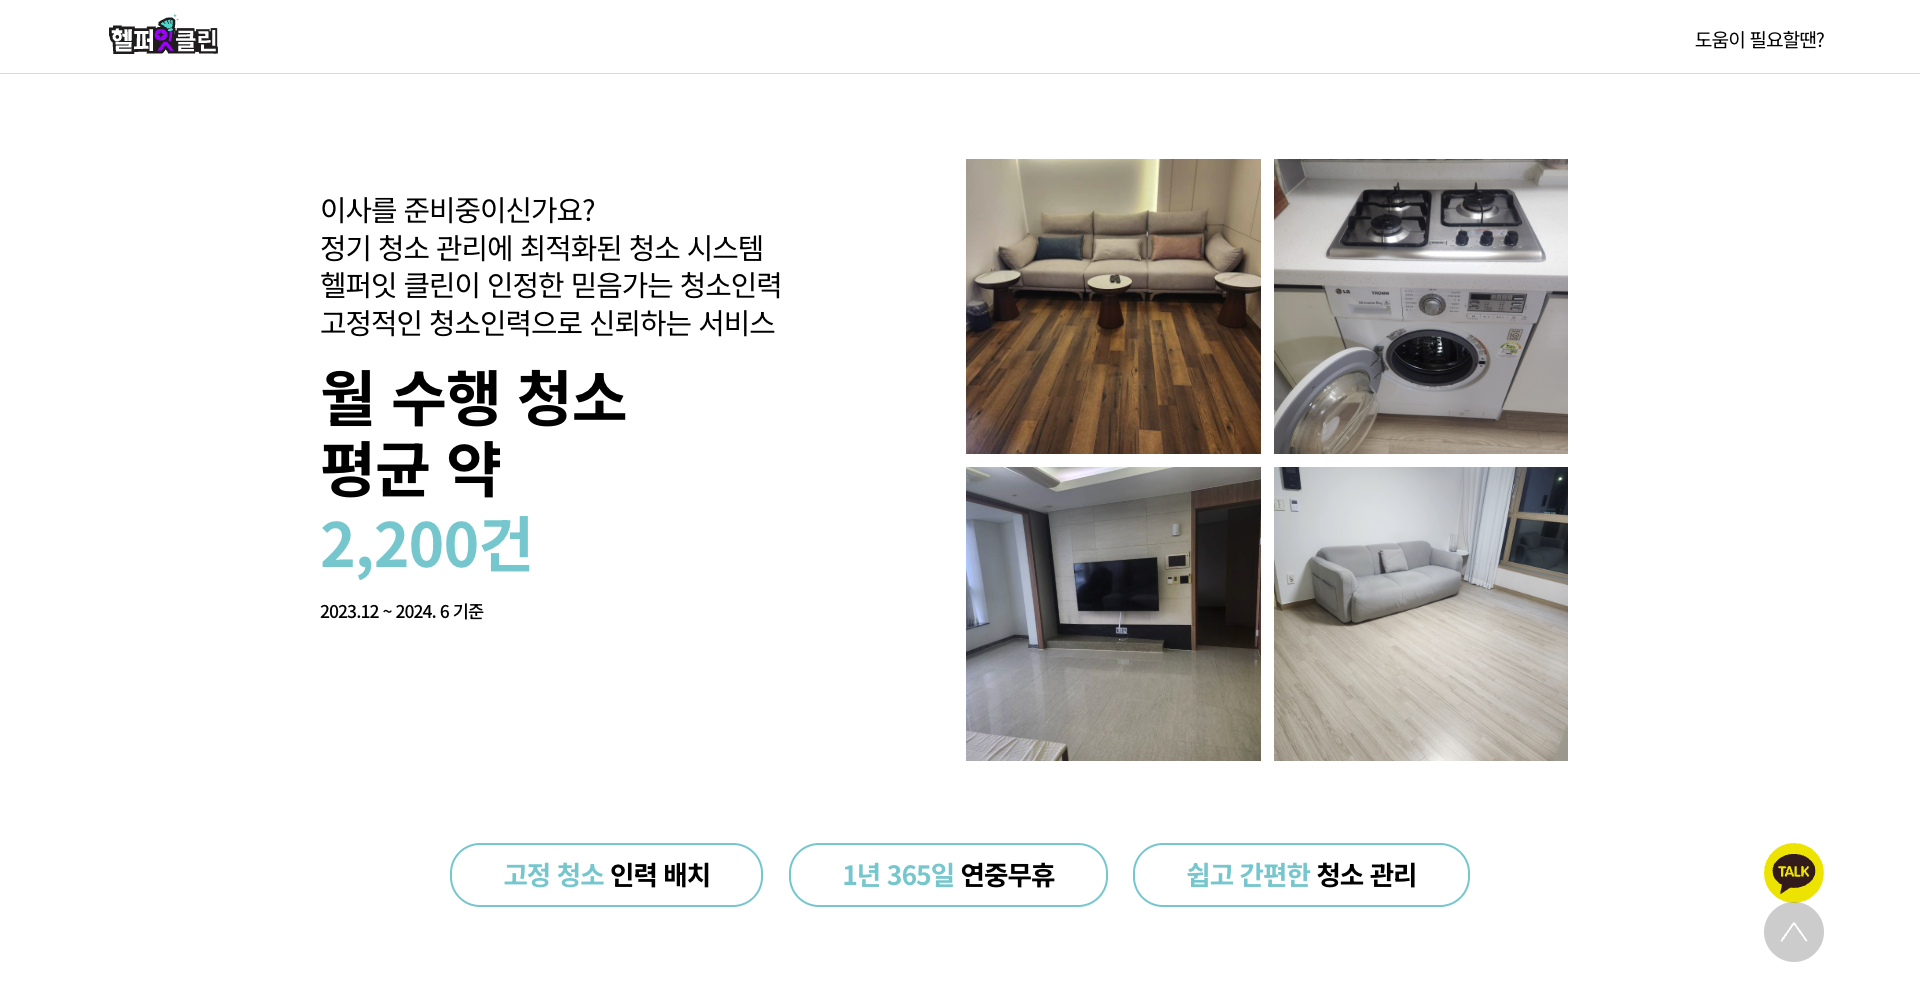 헬퍼잇클린
도움이 필요할땐?
이사를 준비중이신가요?
정기 청소 관리에 최적화된 청소 시스템
헬퍼잇 클린이 인정한 믿음가는 청소인력
고정적인 청소인력으로 신뢰하는 서비스
월 수행 청소
평균 약
2,200건
2023.12 ~ 2024. 6 기준
LG TROMM
고정 청소 인력 배치
1년 365일 연중무휴
쉽고 간편한 청소 관리
TALK